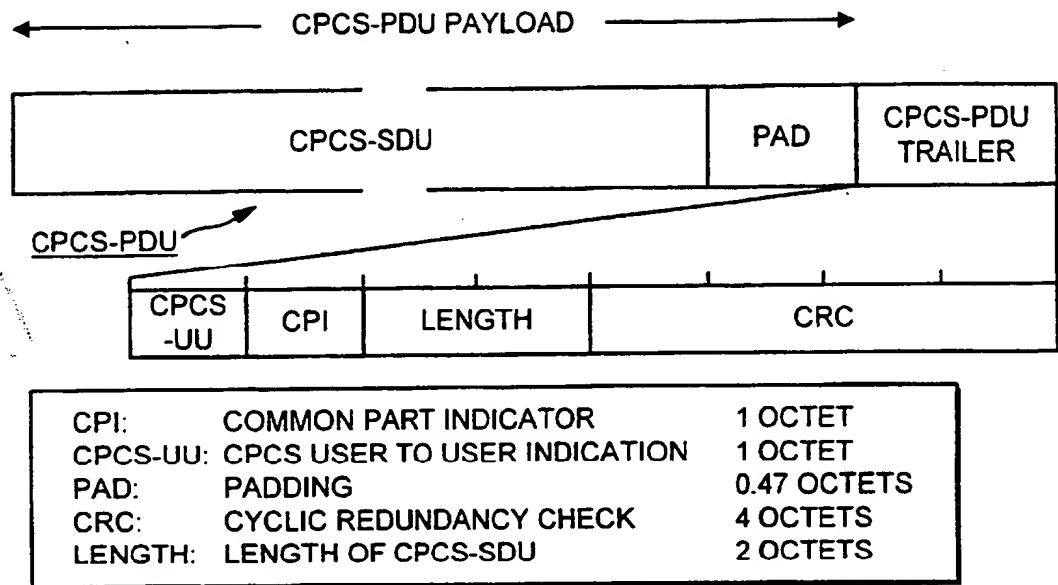 CPCS-PDU PAYLOAD
CPCS-SDU
PAD
CPCS-PDU
TRAILER
CPCS-PDU
CPCS
-UU
CPI
LENGTH
CRC
CPI: COMMON PART INDICATOR 1 OCTET
CPCS-UU: CPCS USER TO USER INDICATION 1 OCTET
PAD: PADDING 0.47 OCTETS
CRC: CYCLIC REDUNDANCY CHECK 4 OCTETS
LENGTH: LENGTH OF CPCS-SDU 2 OCTETS